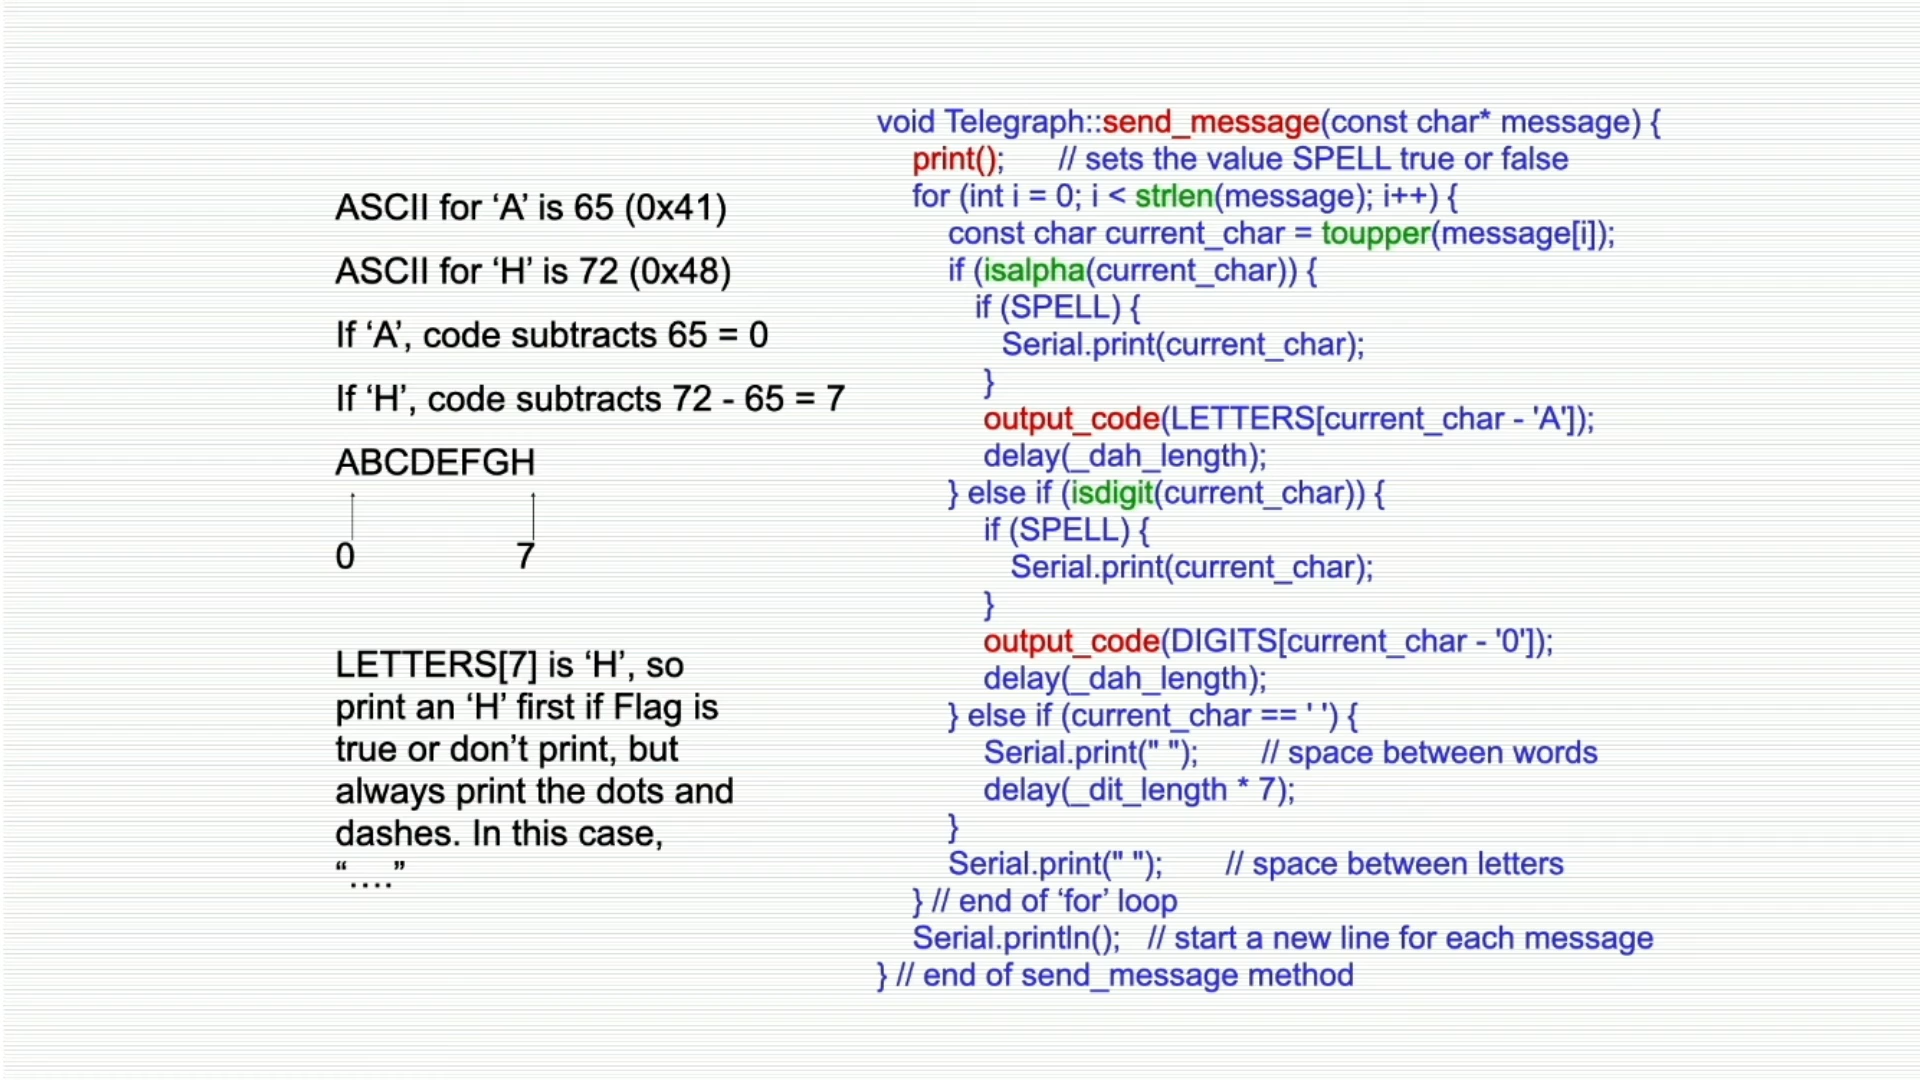 ASCII for ‘A’ is 65 (0x41)
ASCII for ‘H’ is 72 (0x48)
If ‘A’, code subtracts 65 = 0
If ‘H’, code subtracts 72 - 65 = 7
ABCDEFGH
0 7
LETTERS[7] is ‘H’, so
print an ‘H’ first if Flag is
true or don’t print, but
always print the dots and
dashes. In this case,
“....”
void Telegraph::send_message(const char* message) {
print(); // sets the value SPELL true or false
for (int i = 0; i < strlen(message); i++) {
const char current_char = toupper(message[i]);
if (isalpha(current_char)) {
if (SPELL) {
Serial.print(current_char);
}
output_code(LETTERS[current_char - 'A']);
delay(_dah_length);
} else if (isdigit(current_char)) {
if (SPELL) {
Serial.print(current_char);
}
output_code(DIGITS[current_char - '0']);
delay(_dah_length);
} else if (current_char == ' ') {
Serial.print(" "); // space between words
delay(_dit_length * 7);
}
Serial.print(" "); // space between letters
} // end of ‘for’ loop
Serial.println(); // start a new line for each message
} // end of send_message method